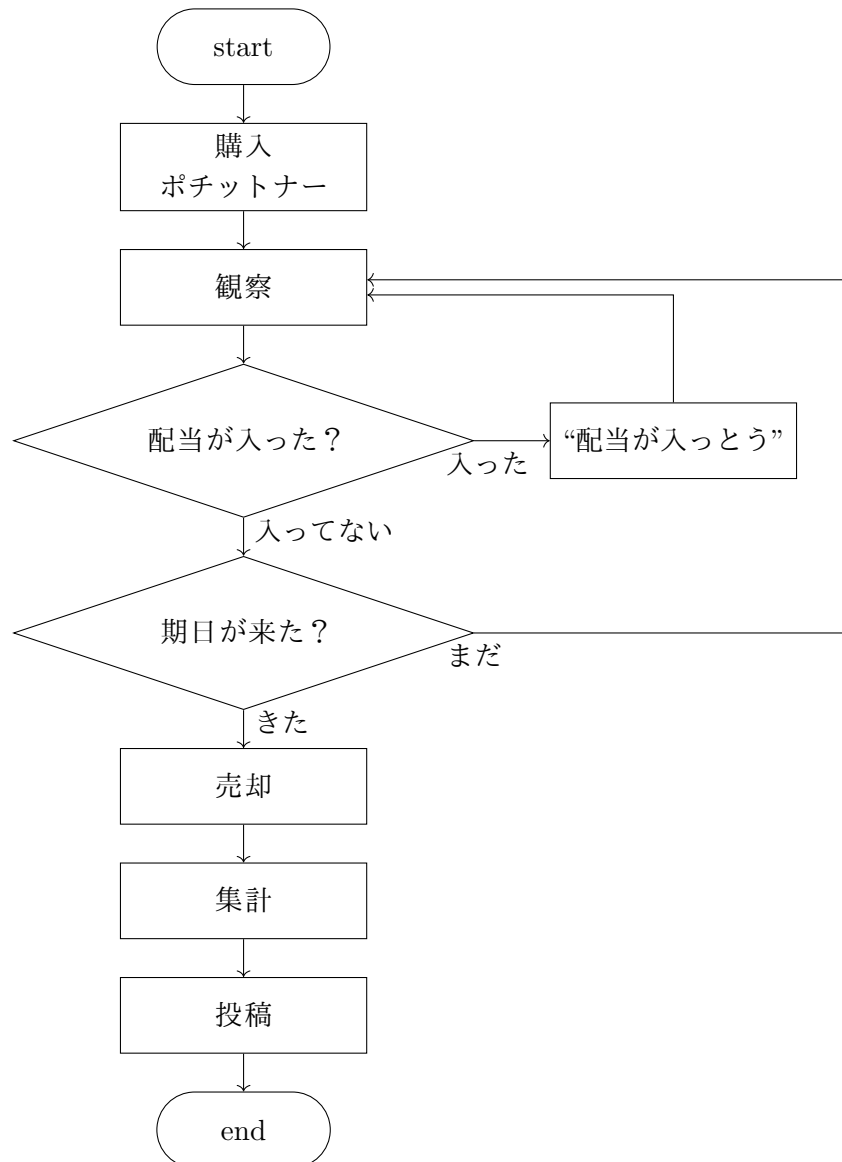 start
購入
ポチットナー
観察
配当が入った？
入った
“配当が入っとう”
入ってない
期日が来た？
まだ
きた
売却
集計
投稿
end